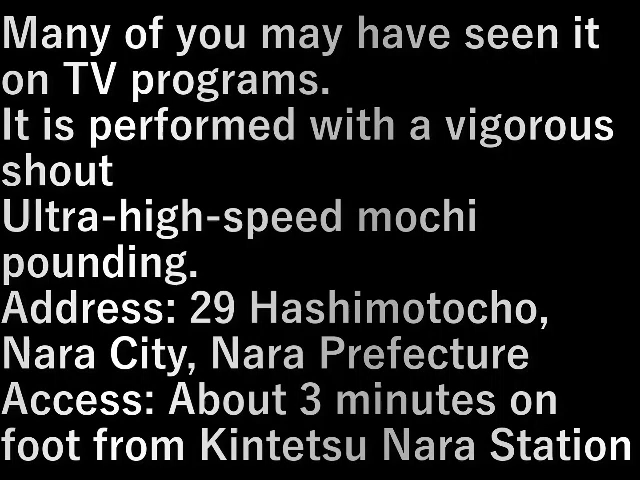 Many of you may have seen it
on TV programs.
It is performed with a vigorous
shout
Ultra-high-speed mochi
pounding.
Address: 29 Hashimotocho,
Nara City, Nara Prefecture
Access: About 3 minutes on
foot from Kintetsu Nara Station